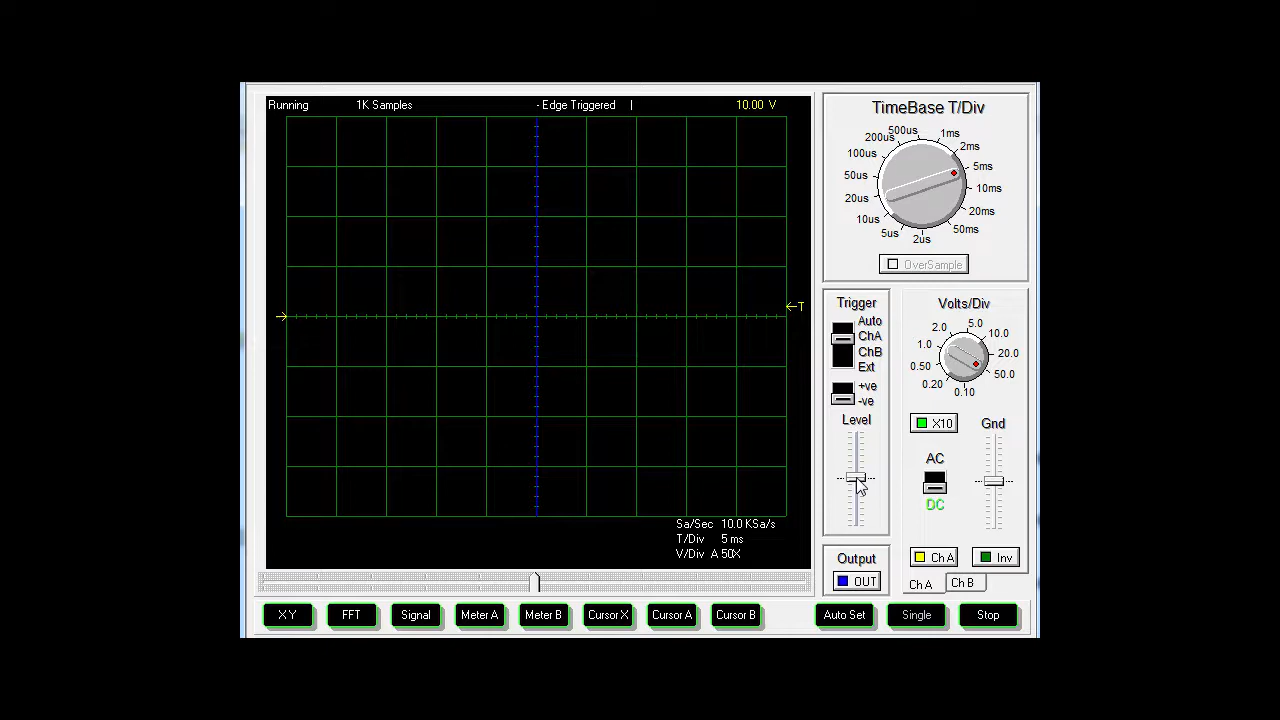 Running 1K Samples - Edge Triggered 10.00 V
T
Sa/Sec 10.0 KSa/s
T/Div 5 ms
V/Div A 50X
TimeBase T/Div
500us 1ms
200us 2ms
100us 5ms
50us 10ms
20us 20ms
10us 50ms
5us 2us
OverSample
Trigger
Auto
ChA
ChB
Ext
+ve
-ve
Level
Volts/Div
2.0 5.0 10.0
1.0 20.0
0.50 50.0
0.20 0.10
X10 Gnd
AC
DC
Ch A Inv
Ch A Ch B
Output
OUT
XY FFT Signal Meter A Meter B Cursor X Cursor A Cursor B Auto Set Single Stop